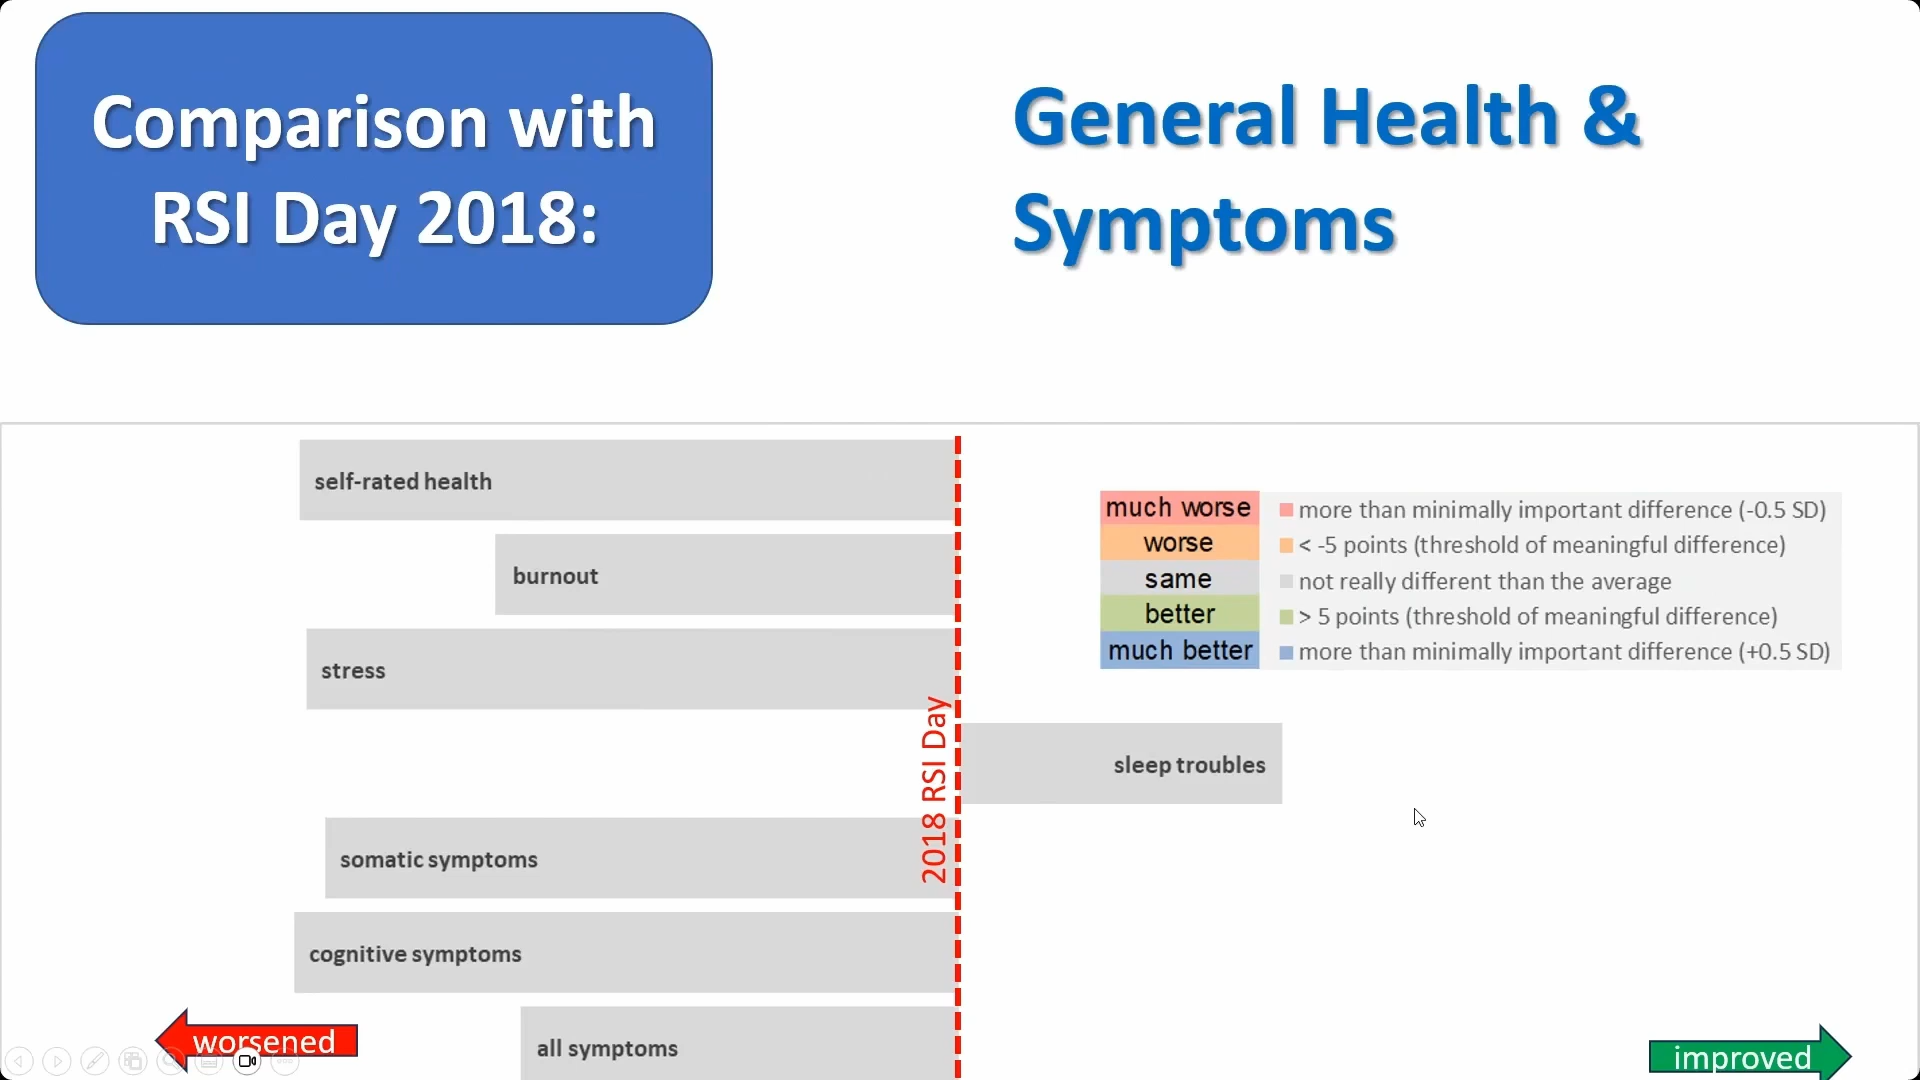 Comparison with
RSI Day 2018:
General Health &
Symptoms
self-rated health
burnout
stress
sleep troubles
somatic symptoms
cognitive symptoms
all symptoms
2018 RSI Day
much worse
worse
same
better
much better
more than minimally important difference (-0.5 SD)
< -5 points (threshold of meaningful difference)
not really different than the average
> 5 points (threshold of meaningful difference)
more than minimally important difference (+0.5 SD)
worsened
improved